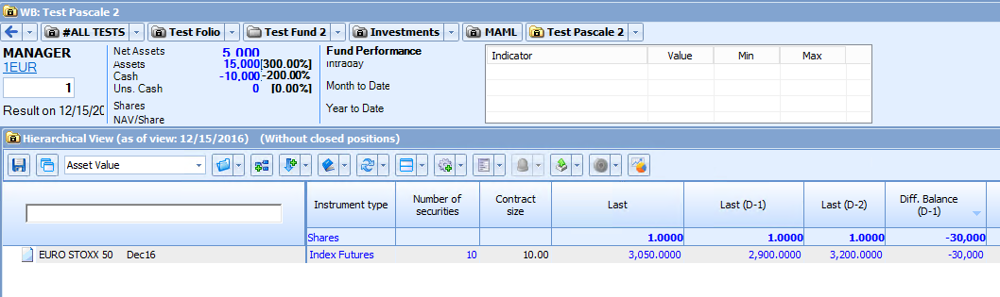 WB: Test Pascale 2
#ALL TESTS Test Folio Test Fund 2 Investments MAML Test Pascale 2
MANAGER
1EUR
1
Result on 12/15/20
Net Assets 5,000
Assets 15,000[300.00%]
Cash -10,000-200.00%
Uns. Cash 0 [0.00%]
Shares
NAV/Share
Fund Performance
Intraday
Month to Date
Year to Date
Indicator Value Min Max
Hierarchical View (as of view: 12/15/2016) (Without closed positions)
Asset Value
Instrument type Number of securities Contract size Last Last (D-1) Last (D-2) Diff. Balance (D-1)
Shares 1.0000 1.0000 1.0000 -30,000
EURO STOXX 50 Dec16 Index Futures 10 10.00 3,050.0000 2,900.0000 3,200.0000 -30,000